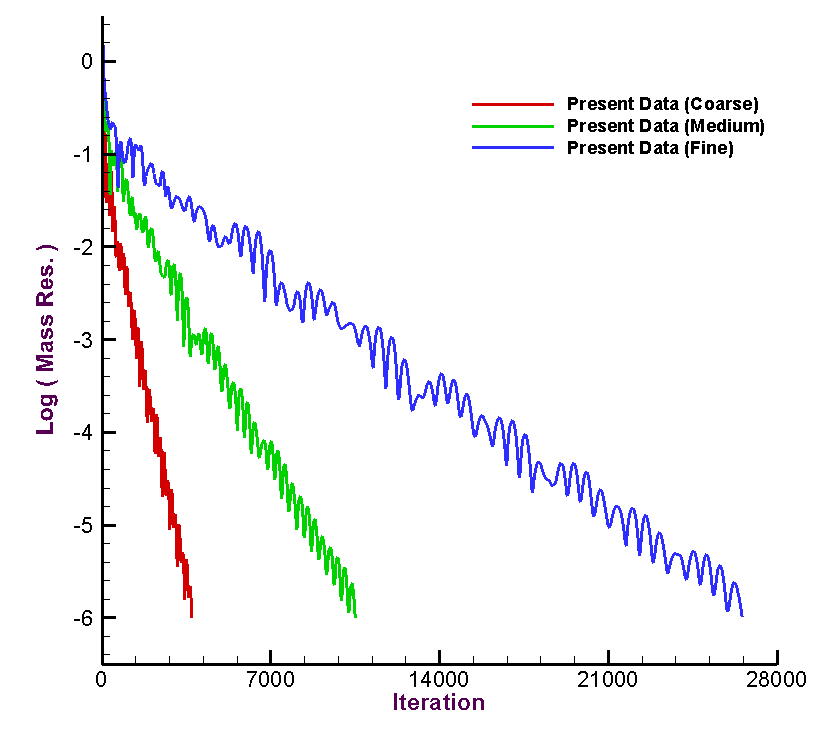 0
Present Data (Coarse)
Present Data (Medium)
Present Data (Fine)
-1
-2
-3
-4
-5
-6
Log ( Mass Res. )
0 7000 14000 21000 28000
Iteration